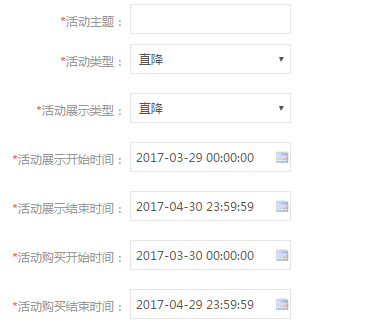 *活动主题：
*活动类型： 直降
*活动展示类型： 直降
*活动展示开始时间： 2017-03-29 00:00:00
*活动展示结束时间： 2017-04-30 23:59:59
*活动购买开始时间： 2017-03-30 00:00:00
*活动购买结束时间： 2017-04-29 23:59:59